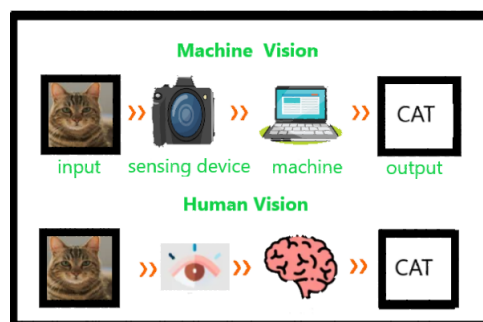 Machine Vision
CAT
input
sensing device
machine
output
Human Vision
CAT